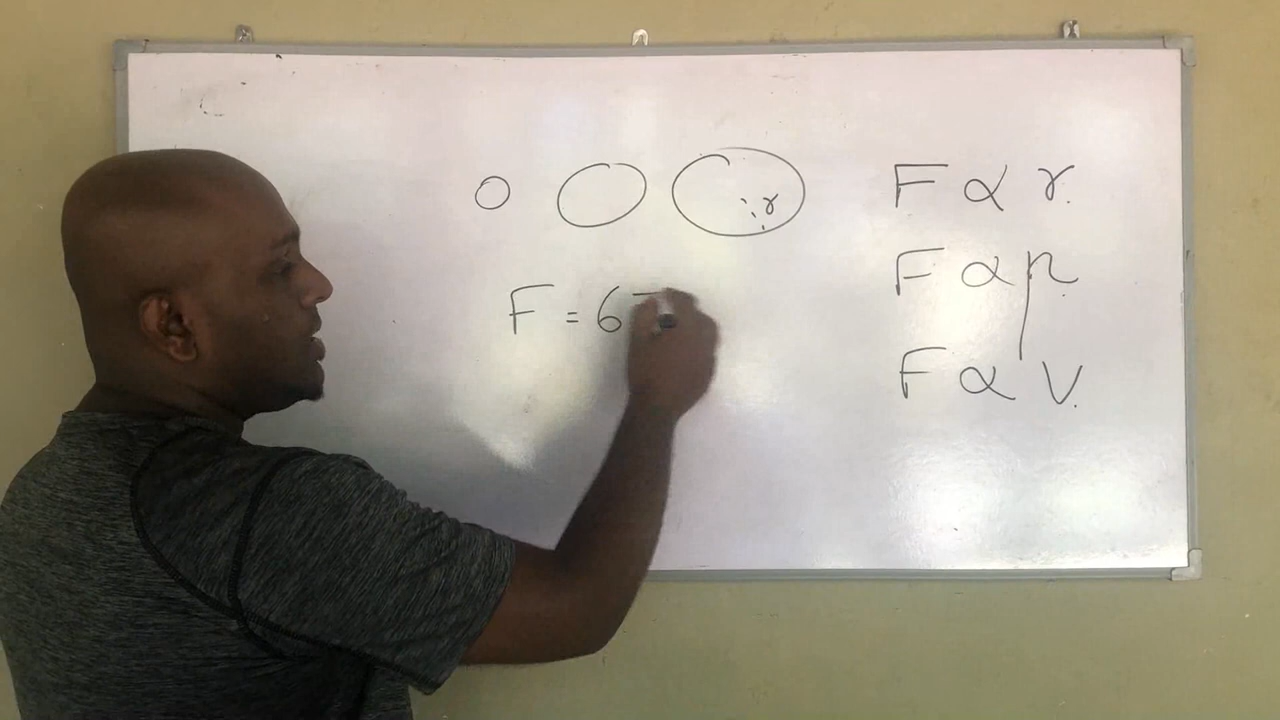 r
F ∝ r.
F ∝ η.
F = 6
F ∝ V.